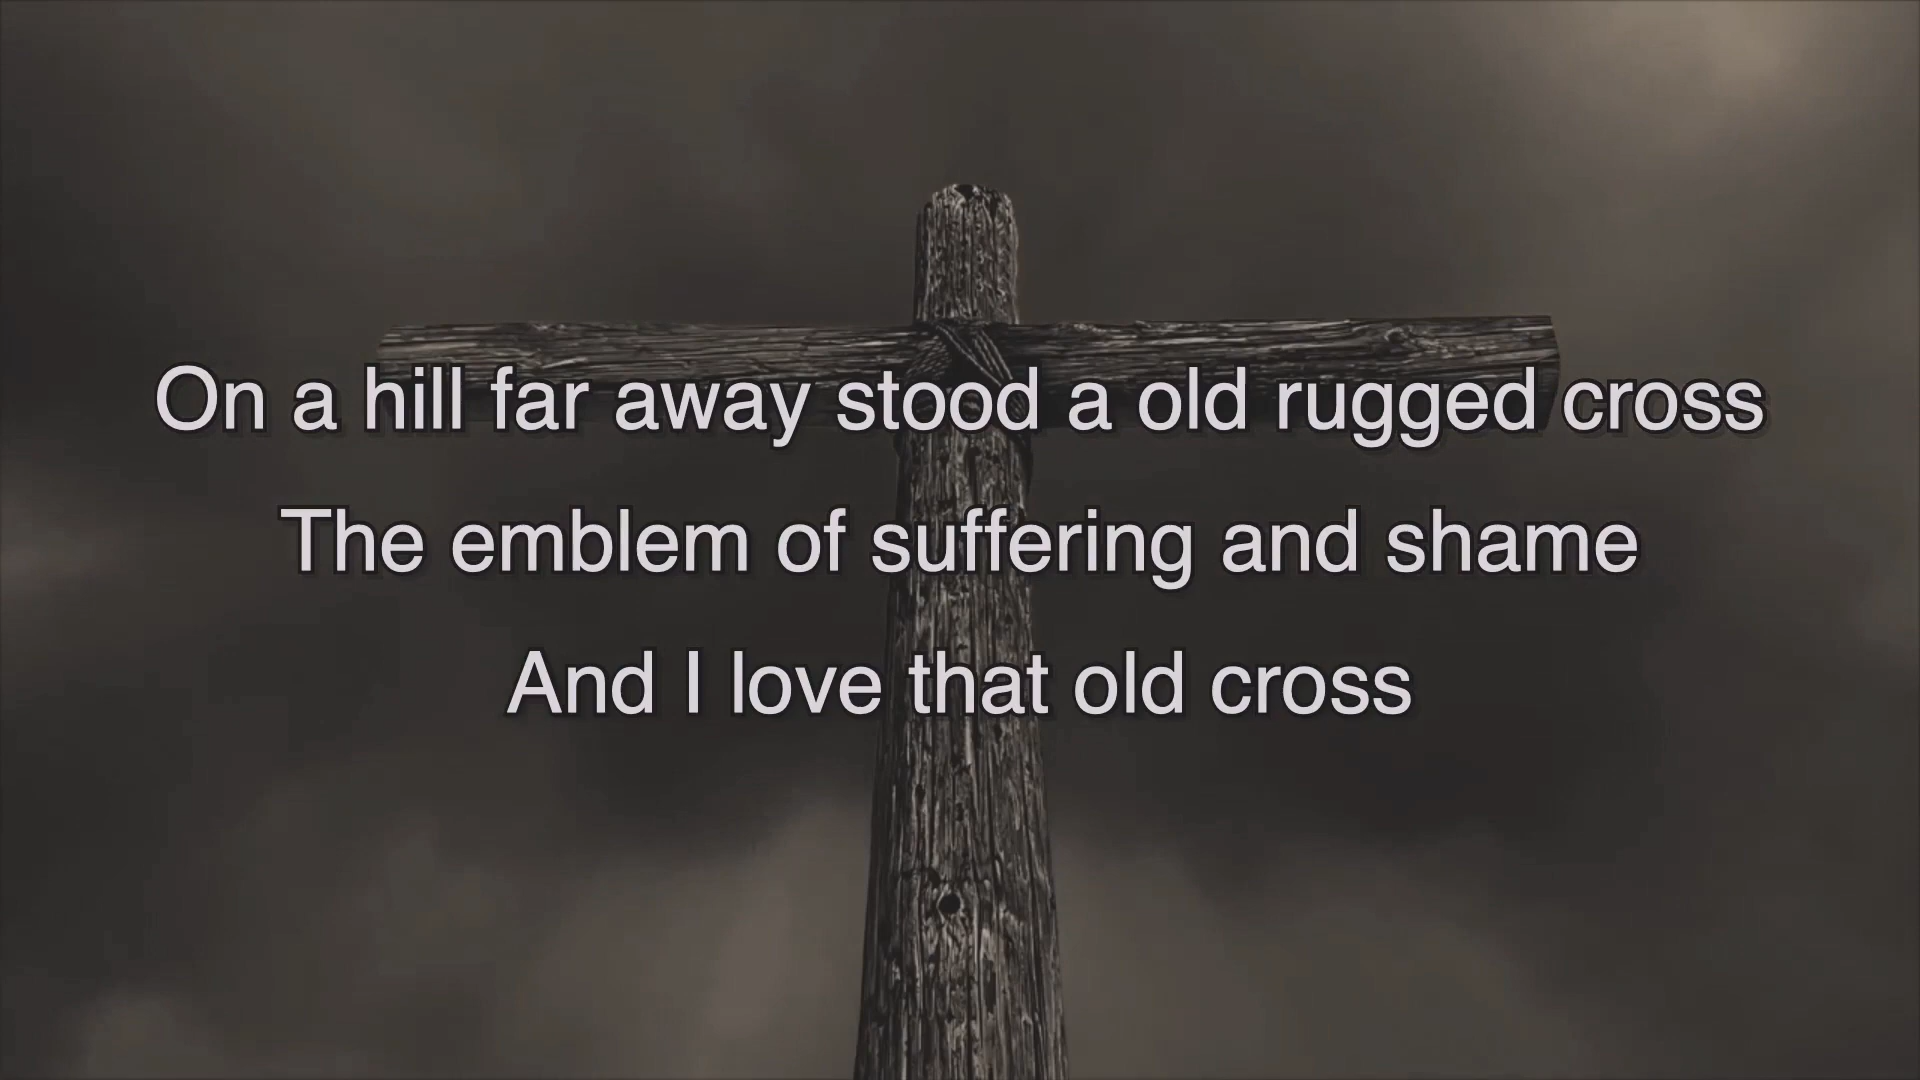 On a hill far away stood a old rugged cross
The emblem of suffering and shame
And I love that old cross